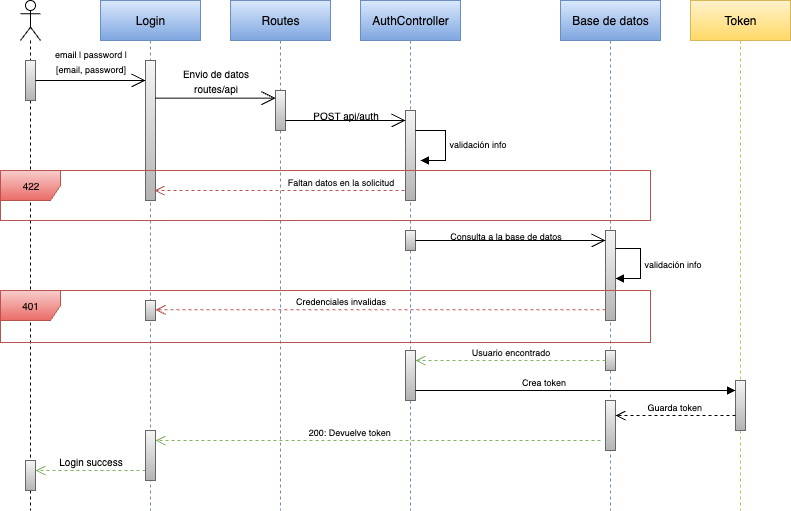 Login
Routes
AuthController
Base de datos
Token
email | password |
[email, password]
Envio de datos
routes/api
POST api/auth
validación info
422
Faltan datos en la solicitud
Consulta a la base de datos
validación info
401
Credenciales invalidas
Usuario encontrado
Crea token
Guarda token
200: Devuelve token
Login success